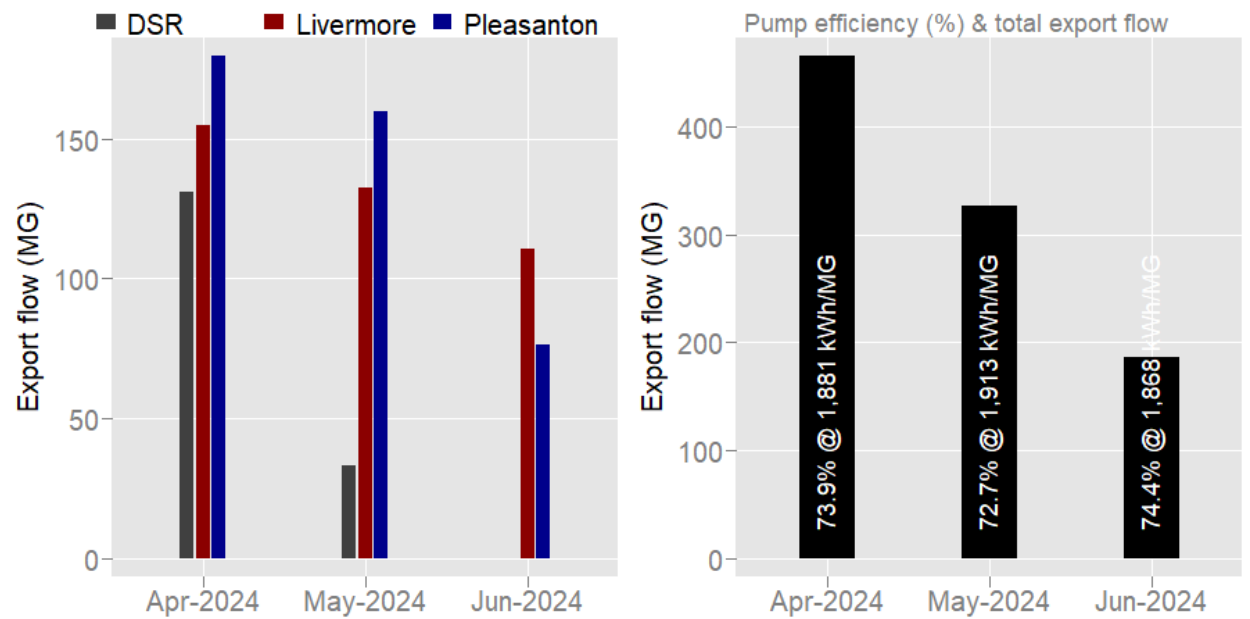 DSR Livermore Pleasanton
Export flow (MG)
150
100
50
0
Apr-2024 May-2024 Jun-2024
Pump efficiency (%) & total export flow
Export flow (MG)
400
300
200
100
0
73.9% @ 1,881 kWh/MG
72.7% @ 1,913 kWh/MG
74.4% @ 1,868 kWh/MG
Apr-2024 May-2024 Jun-2024